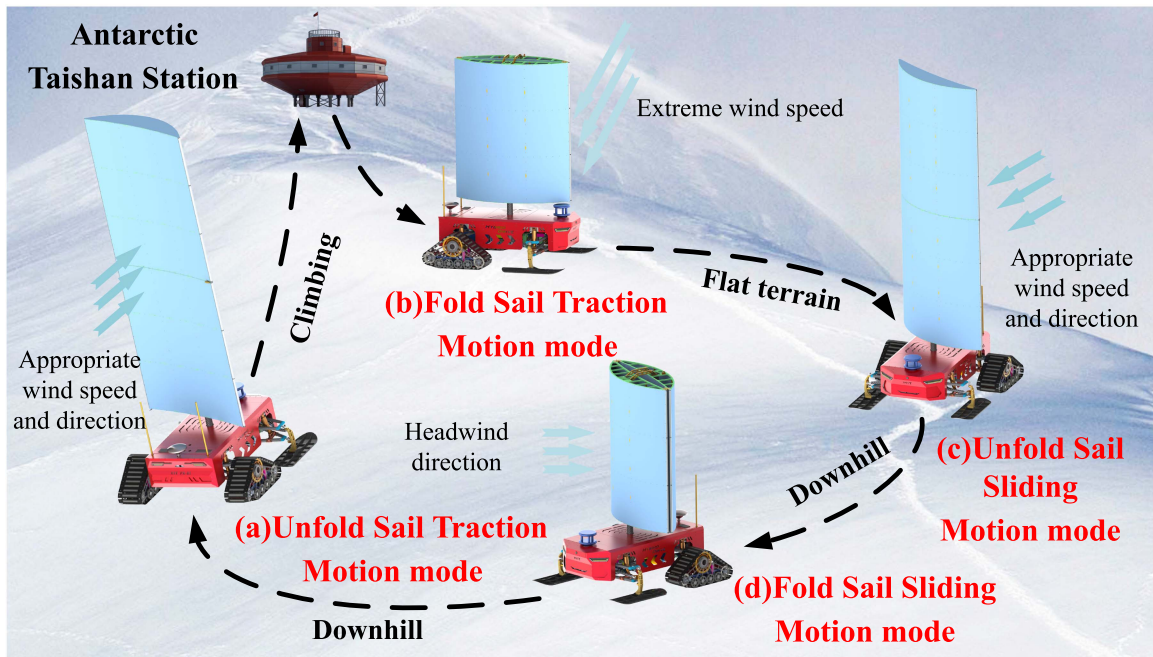 Antarctic
Taishan Station
Extreme wind speed
Climbing
(b)Fold Sail Traction
Motion mode
Flat terrain
Appropriate
wind speed
and direction
Appropriate
wind speed
and direction
Headwind
direction
Downhill
(c)Unfold Sail
Sliding
Motion mode
(a)Unfold Sail Traction
Motion mode
(d)Fold Sail Sliding
Motion mode
Downhill